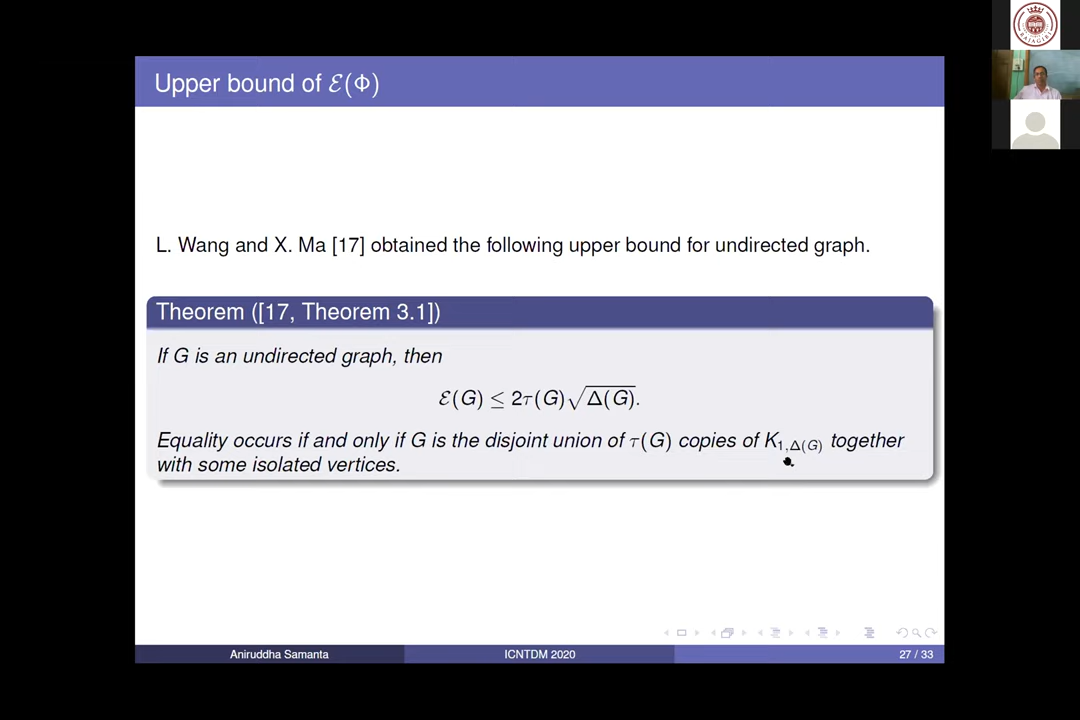 Upper bound of ℰ(Φ)
L. Wang and X. Ma [17] obtained the following upper bound for undirected graph.
Theorem ([17, Theorem 3.1])
If G is an undirected graph, then
ℰ(G) ≤ 2τ(G)√Δ(G).
Equality occurs if and only if G is the disjoint union of τ(G) copies of K₁,Δ(G) together
with some isolated vertices.
Aniruddha Samanta ICNTDM 2020 27 / 33
RAJAGIRI